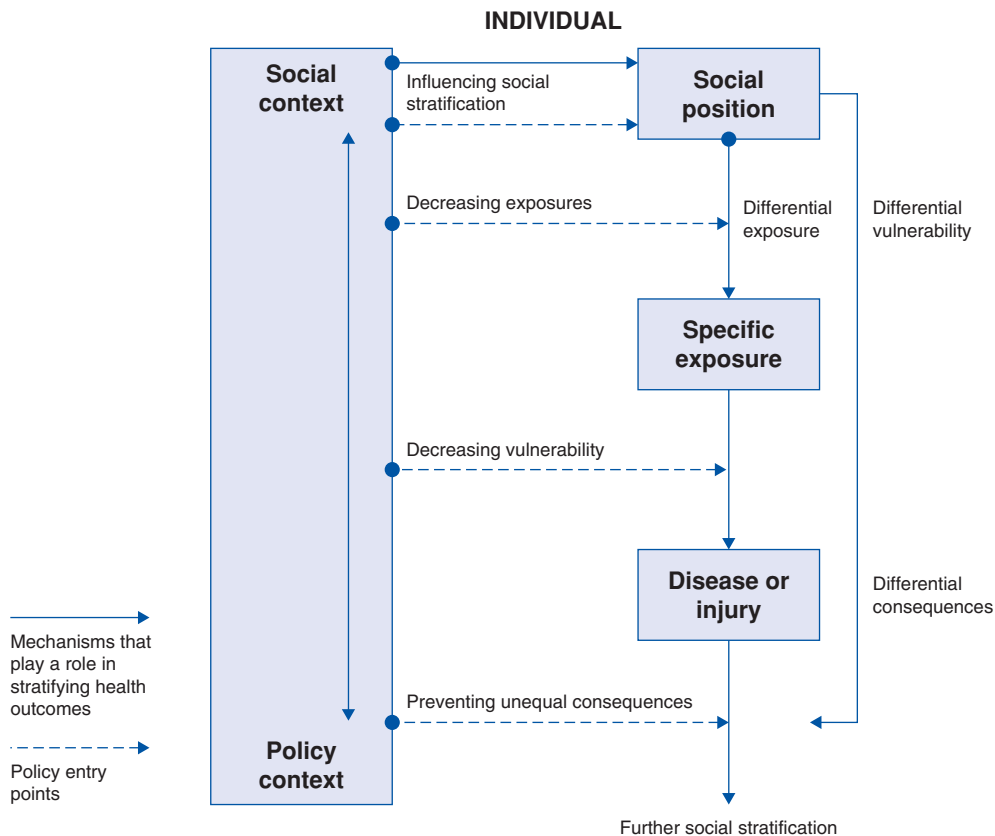 INDIVIDUAL
Social
context
Influencing social
stratification
Social
position
Decreasing exposures
Differential
exposure
Differential
vulnerability
Specific
exposure
Decreasing vulnerability
Disease or
injury
Differential
consequences
Mechanisms that
play a role in
stratifying health
outcomes
Preventing unequal consequences
Policy
context
Policy entry
points
Further social stratification